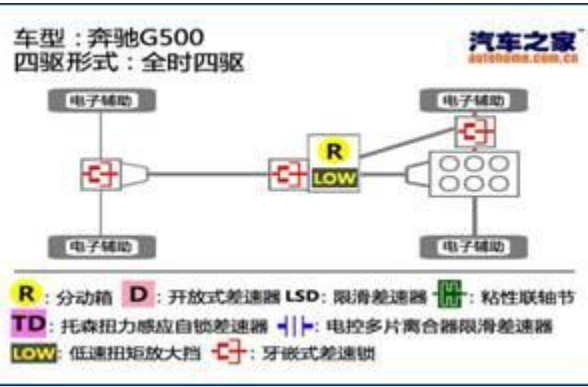 车型：奔驰G500
汽车之家
四驱形式：全时四驱
autohome.com.cn
电子辅助
电子辅助
R
LOW
电子辅助
电子辅助
R：分动箱 D：开放式差速器 LSD：限滑差速器 ：粘性联轴节
TD：托森扭力感应自锁差速器 ：电控多片离合器限滑差速器
LOW：低速扭矩放大挡 ：牙嵌式差速锁